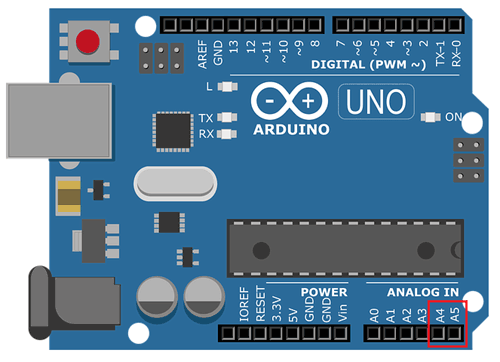 AREF
GND
13
12
~11
~10
~9
8
7
~6
~5
4
~3
2
TX-1
RX-0
DIGITAL (PWM ~)
L
TX
RX
ARDUINO
UNO
ON
POWER
ANALOG IN
IOREF
RESET
3.3V
5V
GND
GND
Vin
A0
A1
A2
A3
A4
A5